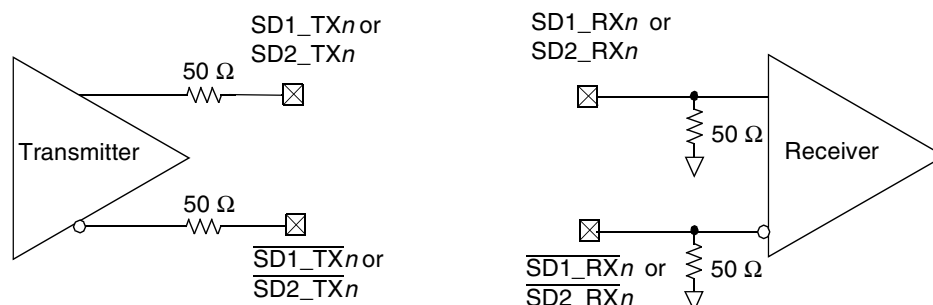 SD1_TXn or
SD2_TXn
50 Ω
Transmitter
50 Ω
SD1_TXn or
SD2_TXn
SD1_RXn or
SD2_RXn
50 Ω
Receiver
SD1_RXn or
SD2_RXn
50 Ω